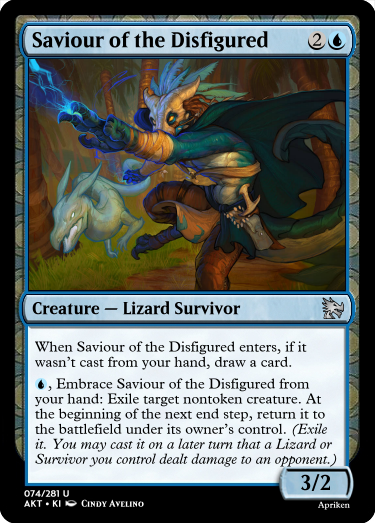 Saviour of the Disfigured 2
Creature — Lizard Survivor
When Saviour of the Disfigured enters, if it
wasn't cast from your hand, draw a card.
, Embrace Saviour of the Disfigured from
your hand: Exile target nontoken creature. At
the beginning of the next end step, return it to
the battlefield under its owner's control. (Exile
it. You may cast it on a later turn that a Lizard or
Survivor you control dealt damage to an opponent.)
3/2
074/281 U
AKT • KI Cindy Avelino
Apriken